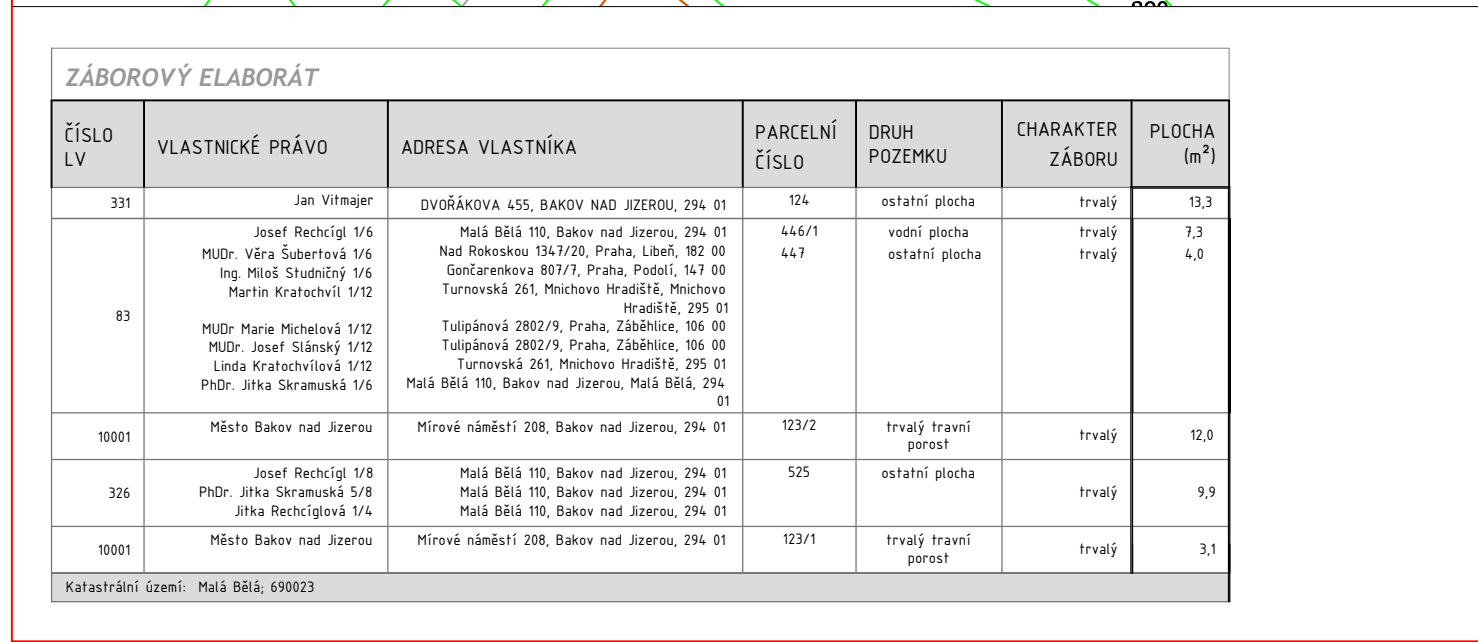 800
ZÁBOROVÝ ELABORÁT
ČÍSLO LV VLASTNICKÉ PRÁVO ADRESA VLASTNÍKA PARCELNÍ ČÍSLO DRUH POZEMKU CHARAKTER ZÁBORU PLOCHA (m²)
331 Jan Vitmajer DVOŘÁKOVA 455, BAKOV NAD JIZEROU, 294 01 124 ostatní plocha trvalý 13,3
Josef Rechcígl 1/6 Malá Bělá 110, Bakov nad Jizerou, 294 01 446/1 vodní plocha trvalý 7,3
MUDr. Věra Šubertová 1/6 Nad Rokoskou 1347/20, Praha, Libeň, 182 00 447 ostatní plocha trvalý 4,0
Ing. Miloš Studničný 1/6 Gončarenkova 807/7, Praha, Podolí, 147 00
Martin Kratochvíl 1/12 Turnovská 261, Mnichovo Hradiště, Mnichovo
Hradiště, 295 01
83
MUDr Marie Michelová 1/12 Tulipánová 2802/9, Praha, Záběhlice, 106 00
MUDr. Josef Slánský 1/12 Tulipánová 2802/9, Praha, Záběhlice, 106 00
Linda Kratochvílová 1/12 Turnovská 261, Mnichovo Hradiště, 295 01
PhDr. Jitka Skramuská 1/6 Malá Bělá 110, Bakov nad Jizerou, Malá Bělá, 294
01
10001 Město Bakov nad Jizerou Mírové náměstí 208, Bakov nad Jizerou, 294 01 123/2 trvalý travní porost trvalý 12,0
Josef Rechcígl 1/8 Malá Bělá 110, Bakov nad Jizerou, 294 01 525 ostatní plocha
326 PhDr. Jitka Skramuská 5/8 Malá Bělá 110, Bakov nad Jizerou, 294 01 trvalý 9,9
Jitka Rechcíglová 1/4 Malá Bělá 110, Bakov nad Jizerou, 294 01
10001 Město Bakov nad Jizerou Mírové náměstí 208, Bakov nad Jizerou, 294 01 123/1 trvalý travní porost trvalý 3,1
Katastrální území: Malá Bělá; 690023